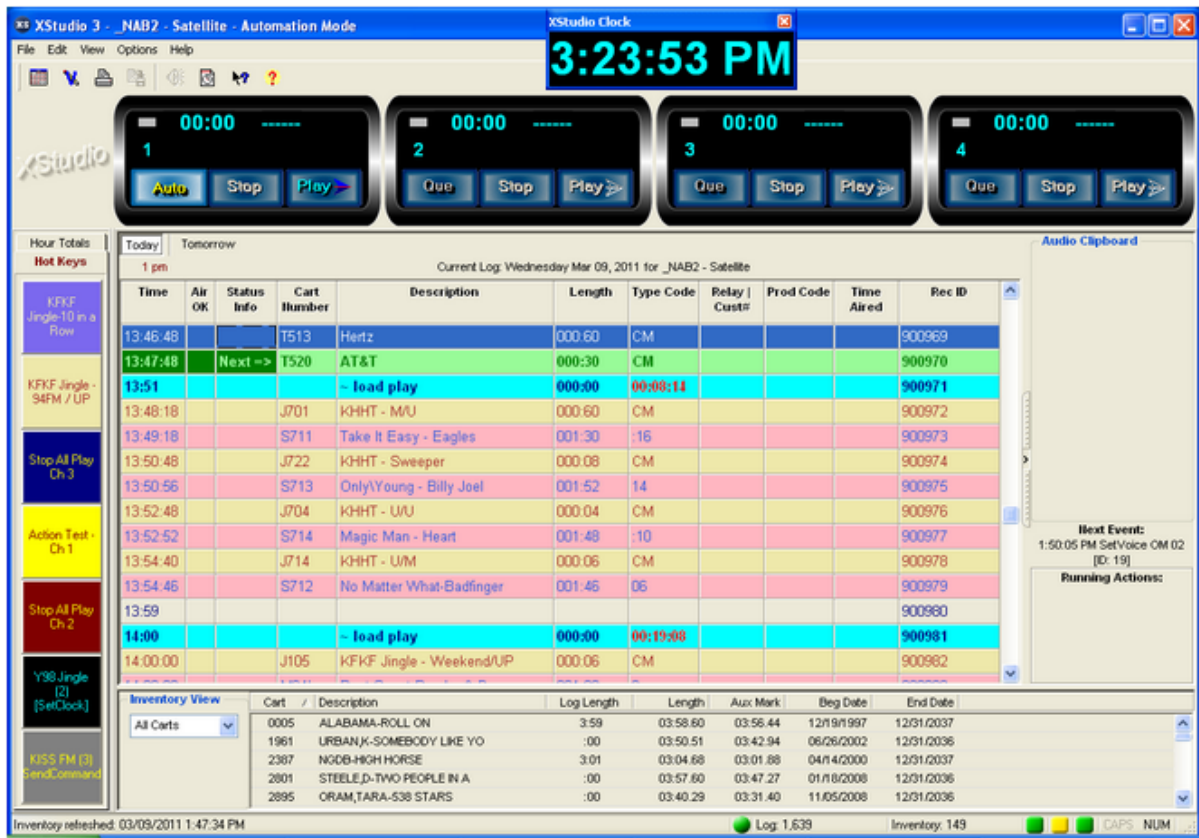 XStudio 3 - _NAB2 - Satellite - Automation Mode
XStudio Clock
3:23:53 PM
File Edit View Options Help
XStudio
00:00 ------
1
Auto Stop Play
00:00 ------
2
Que Stop Play
00:00 ------
3
Que Stop Play
00:00 ------
4
Que Stop Play
Hour Totals
Hot Keys
KFKF Jingle-10 in a Row
KFKF Jingle - 94FM / UP
Stop All Play Ch 3
Action Test - Ch 1
Stop All Play Ch 2
Y98 Jingle (2) [SetClock]
KISS FM (3) SendCommand
Today Tomorrow
1 pm Current Log: Wednesday Mar 09, 2011 for _NAB2 - Satellite
Time Air OK Status Info Cart Number Description Length Type Code Relay | Cust# Prod Code Time Aired Rec ID
13:46:48 T513 Hertz 000:60 CM 900969
13:47:48 Next => T520 AT&T 000:30 CM 900970
13:51 ~ load play 000:00 00:08:14 900971
13:48:18 J701 KHHT - M/U 000:60 CM 900972
13:49:18 S711 Take It Easy - Eagles 001:30 :16 900973
13:50:48 J722 KHHT - Sweeper 000:08 CM 900974
13:50:56 S713 Only\Young - Billy Joel 001:52 14 900975
13:52:48 J704 KHHT - U/U 000:04 CM 900976
13:52:52 S714 Magic Man - Heart 001:48 :10 900977
13:54:40 J714 KHHT - U/M 000:06 CM 900978
13:54:46 S712 No Matter What-Badfinger 001:46 06 900979
13:59 900980
14:00 ~ load play 000:00 00:19:08 900981
14:00:00 J105 KFKF Jingle - Weekend/UP 000:06 CM 900982
Audio Clipboard
Next Event:
1:50:05 PM SetVoice OM 02
[ID: 19]
Running Actions:
Inventory View
All Carts
Cart / Description Log Length Length Aux Mark Beg Date End Date
0005 ALABAMA-ROLL ON 3:59 03:58.60 03:56.44 12/19/1997 12/31/2037
1961 URBAN,K-SOMEBODY LIKE YO :00 03:50.51 03:42.94 06/26/2002 12/31/2036
2387 NGDB-HIGH HORSE 3:01 03:04.68 03:01.88 04/14/2000 12/31/2037
2801 STEELE,D-TWO PEOPLE IN A :00 03:57.60 03:47.27 01/18/2008 12/31/2036
2895 ORAM,TARA-538 STARS :00 03:40.29 03:31.40 11/05/2008 12/31/2036
Inventory refreshed: 03/09/2011 1:47:34 PM Log: 1,639 Inventory: 149 CAPS NUM